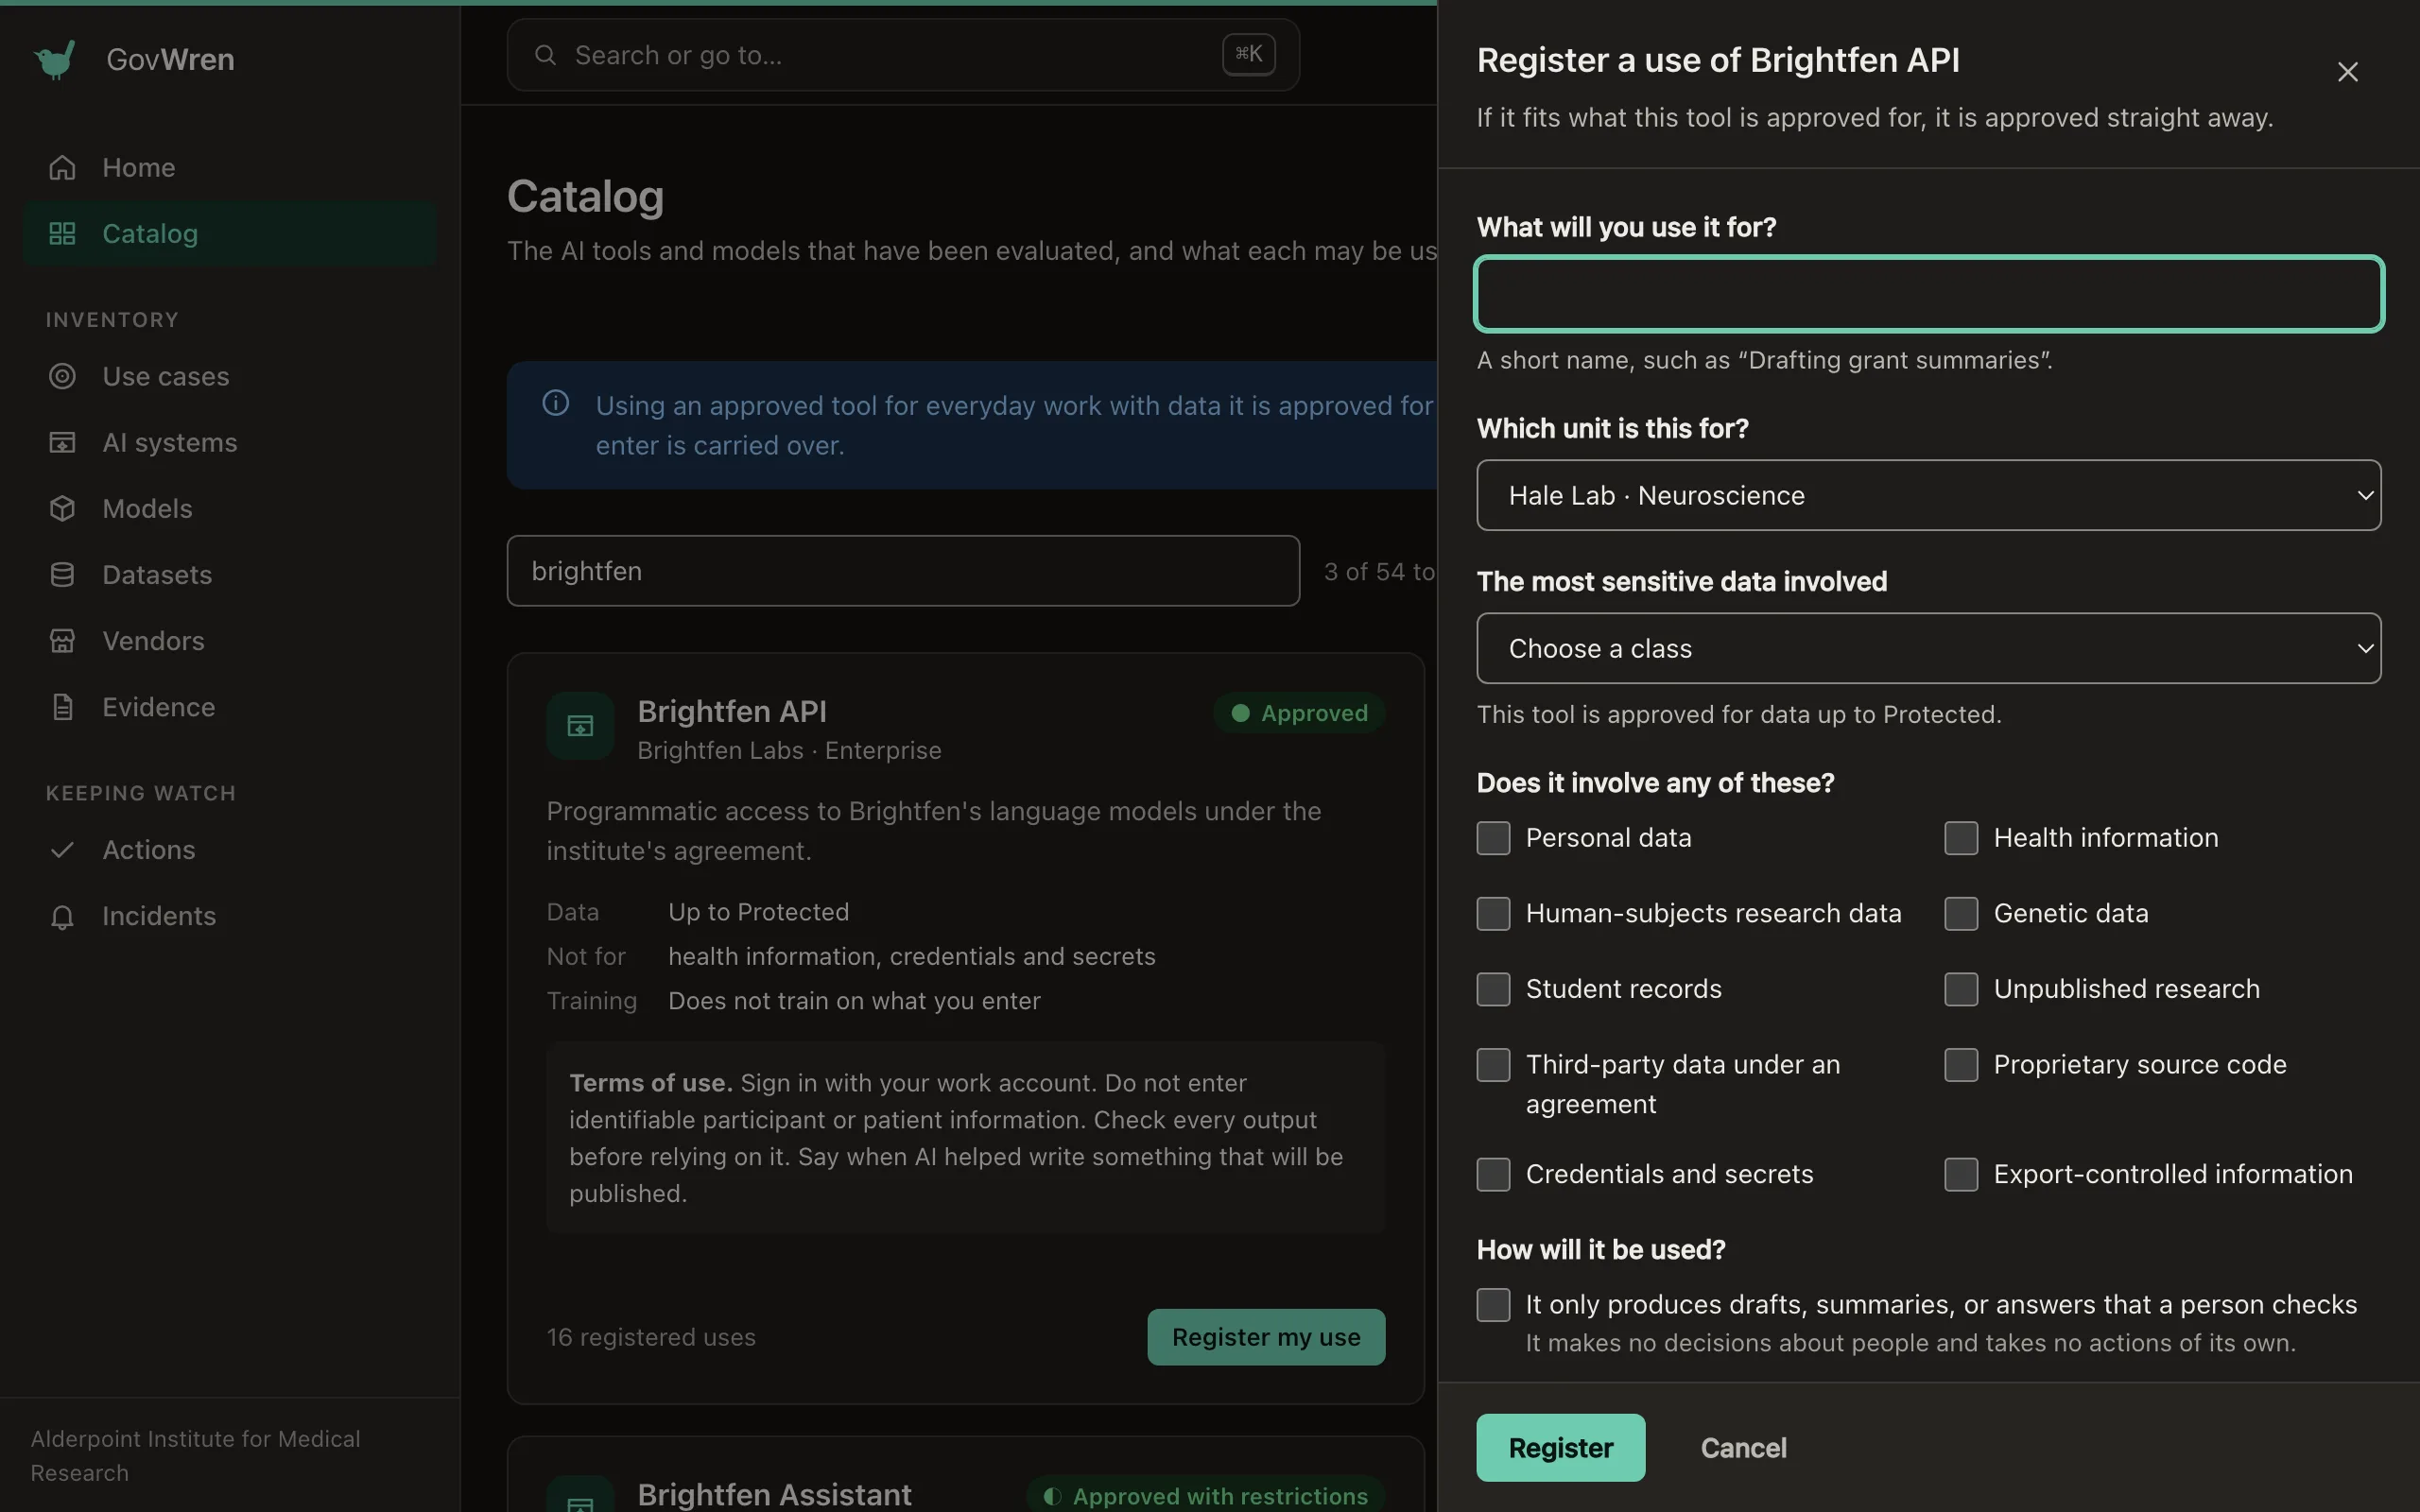 GovWren
Home
Catalog
INVENTORY
Use cases
AI systems
Models
Datasets
Vendors
Evidence
KEEPING WATCH
Actions
Incidents
Alderpoint Institute for Medical
Research
Search or go to...
⌘K
Catalog
The AI tools and models that have been evaluated, and what each may be us
Using an approved tool for everyday work with data it is approved for
enter is carried over.
brightfen
3 of 54 to
Brightfen API
Approved
Brightfen Labs · Enterprise
Programmatic access to Brightfen's language models under the
institute's agreement.
Data Up to Protected
Not for health information, credentials and secrets
Training Does not train on what you enter
Terms of use. Sign in with your work account. Do not enter
identifiable participant or patient information. Check every output
before relying on it. Say when AI helped write something that will be
published.
16 registered uses
Register my use
Brightfen Assistant
Approved with restrictions
Register a use of Brightfen API
If it fits what this tool is approved for, it is approved straight away.
What will you use it for?
A short name, such as “Drafting grant summaries”.
Which unit is this for?
Hale Lab · Neuroscience
The most sensitive data involved
Choose a class
This tool is approved for data up to Protected.
Does it involve any of these?
Personal data
Health information
Human-subjects research data
Genetic data
Student records
Unpublished research
Third-party data under an
agreement
Proprietary source code
Credentials and secrets
Export-controlled information
How will it be used?
It only produces drafts, summaries, or answers that a person checks
It makes no decisions about people and takes no actions of its own.
Register
Cancel